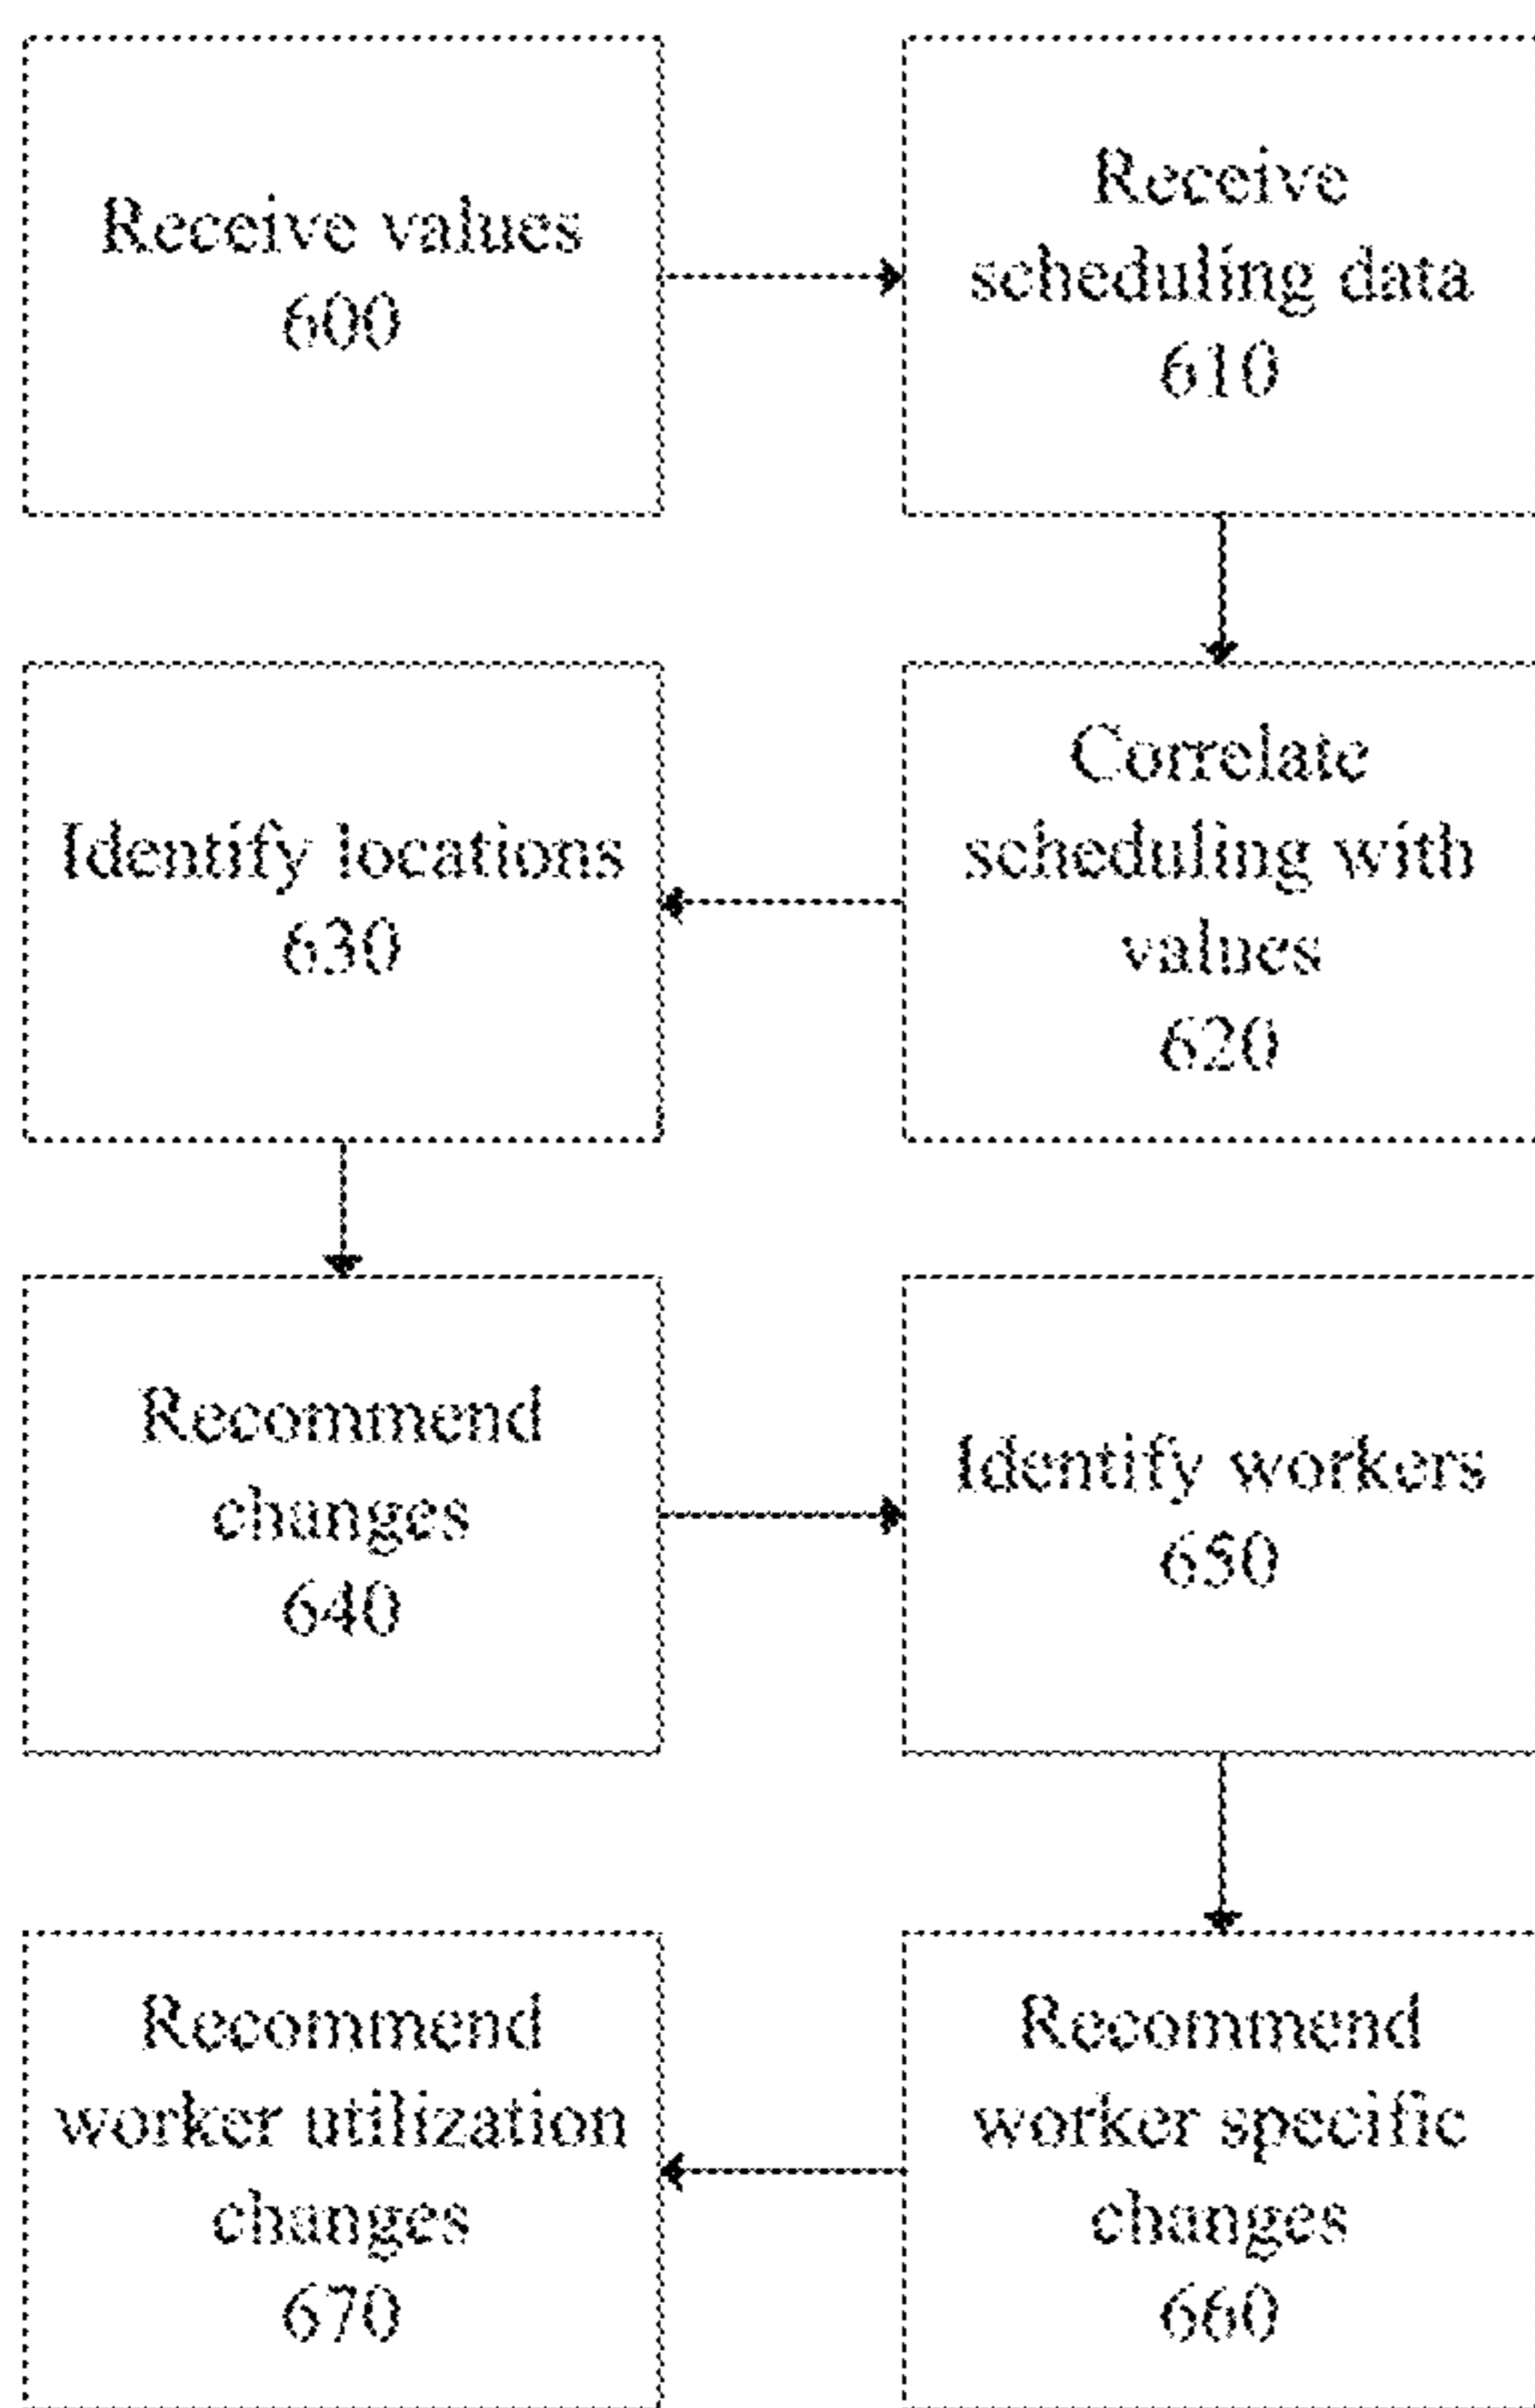 Receive values
600
Receive
scheduling data
610
Correlate
scheduling with
values
620
Identify locations
630
Recommend
changes
640
Identify workers
650
Recommend
worker specific
changes
660
Recommend
worker utilization
changes
670